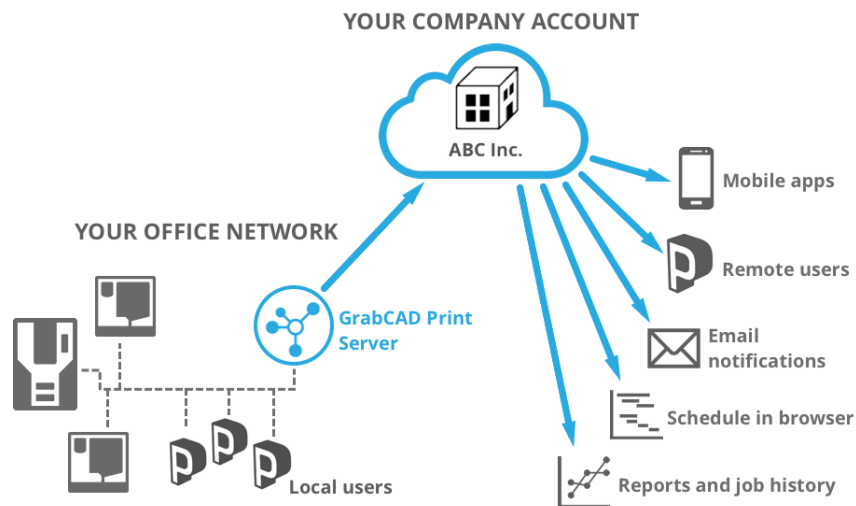 YOUR COMPANY ACCOUNT
ABC Inc.
Mobile apps
YOUR OFFICE NETWORK
Remote users
GrabCAD Print
Server
Email
notifications
Schedule in browser
Local users
Reports and job history